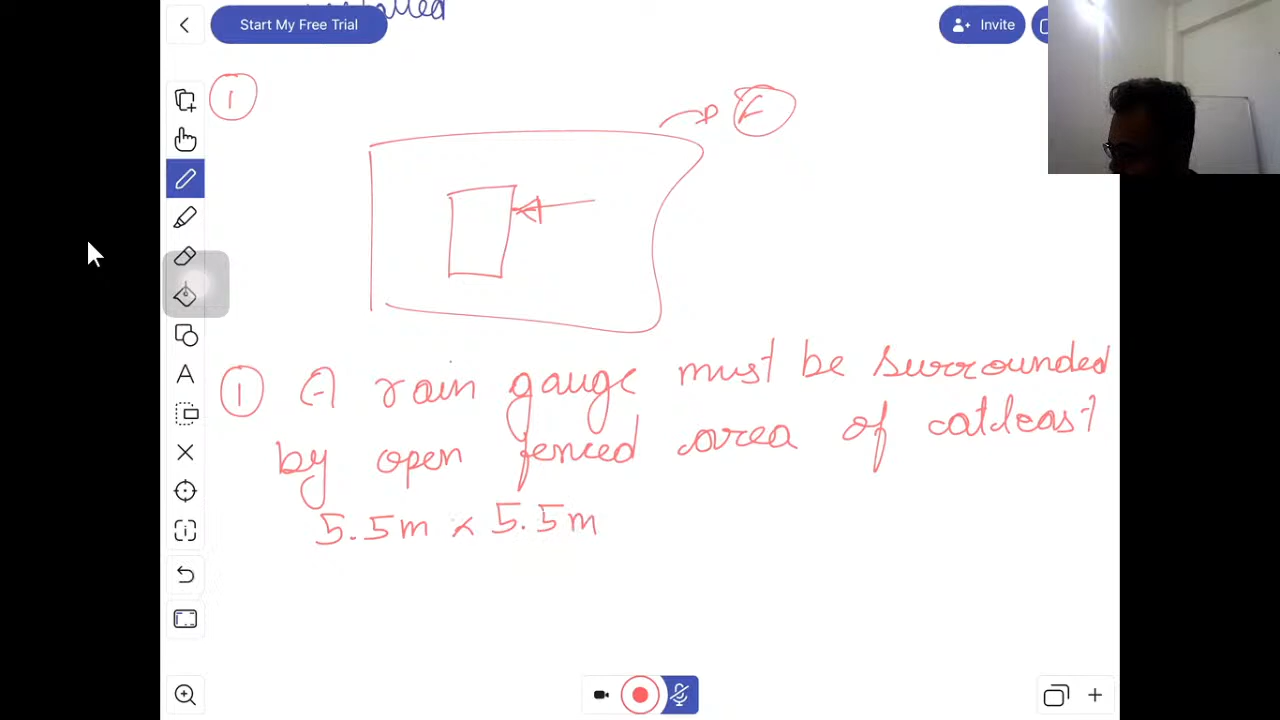 Start My Free Trial
Invite
1
F
1 A rain gauge must be surrounded
by open fenced area of atleast
5.5m × 5.5m